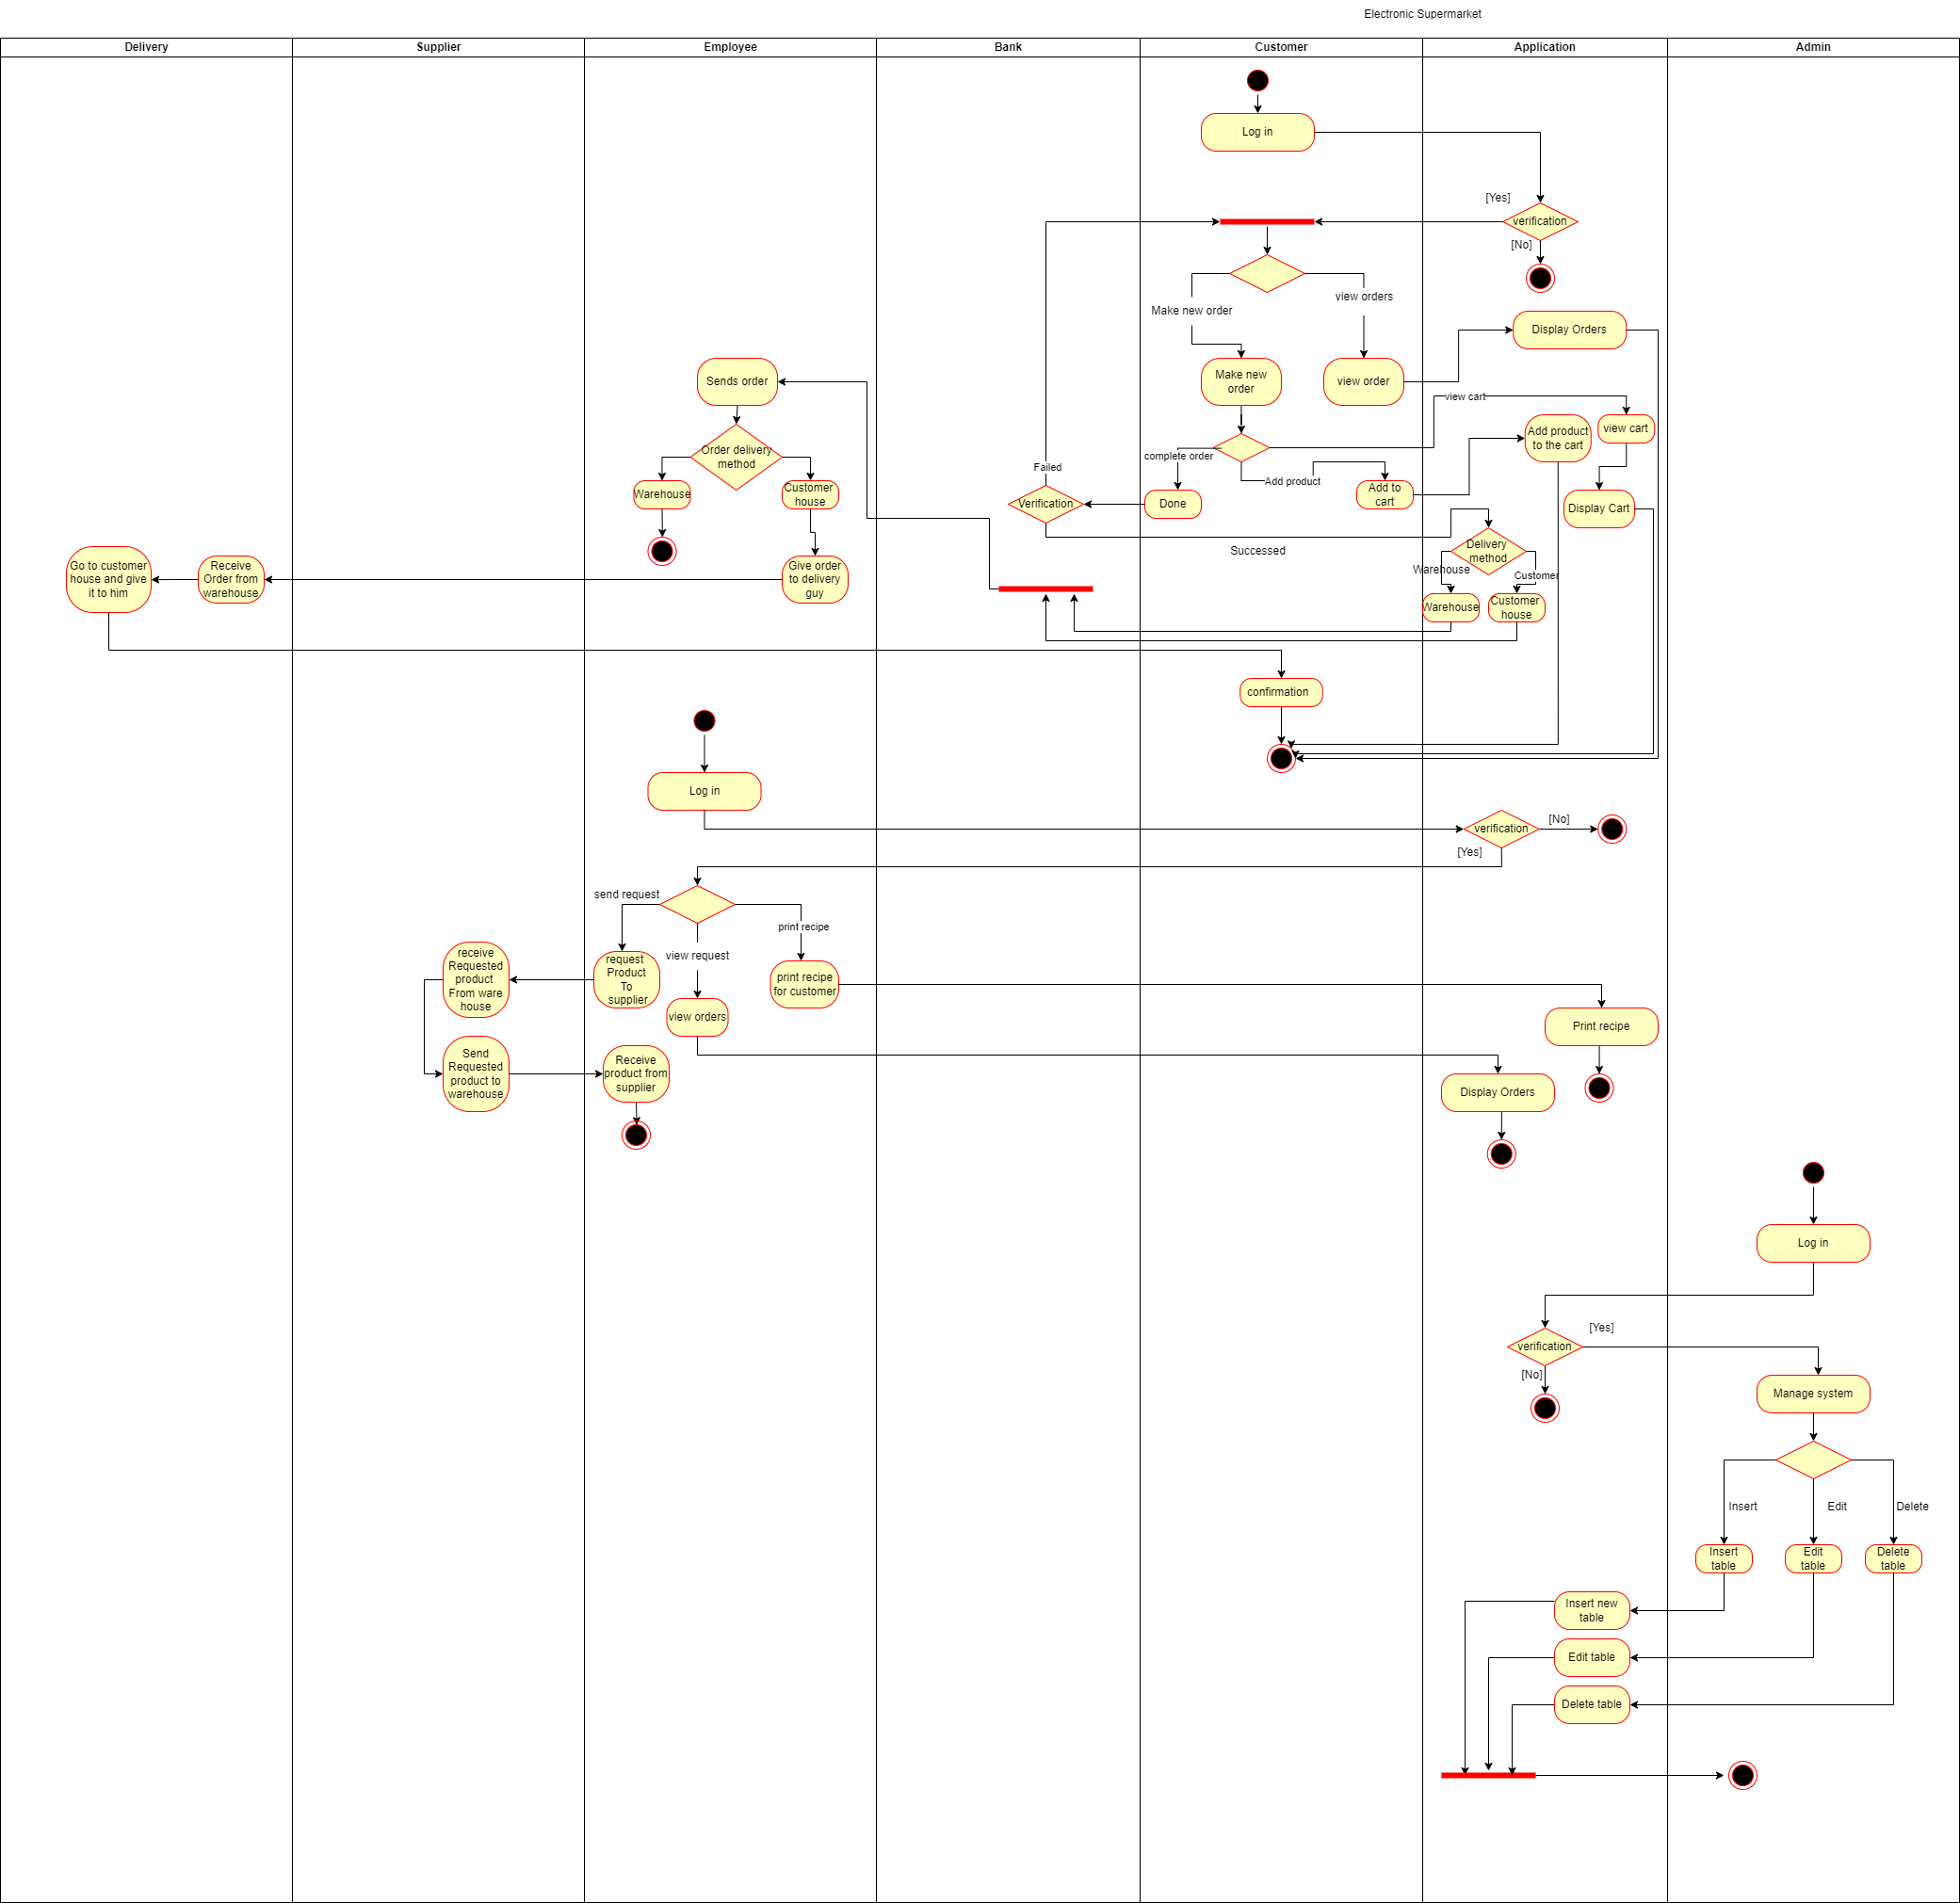 Electronic Supermarket
Delivery
Supplier
Employee
Bank
Customer
Application
Admin
Log in
[Yes]
verification
[No]
view orders
Make new order
Display Orders
Make new
order
view order
Sends order
view cart
Add product
to the cart
view cart
Order delivery
method
complete order
Failed
Add product
Add to
cart
Warehouse
Customer
house
Verification
Done
Display Cart
Successed
Delivery
method
Warehouse
Customer
Go to customer
house and give
it to him
Receive
Order from
warehouse
Give order
to delivery
guy
Warehouse
Customer
house
confirmation
Log in
verification
[No]
[Yes]
send request
print recipe
view request
receive
Requested
product
From ware
house
request
Product
To
supplier
print recipe
for customer
view orders
Print recipe
Send
Requested
product to
warehouse
Receive
product from
supplier
Display Orders
Log in
[Yes]
verification
[No]
Manage system
Insert
Edit
Delete
Insert
table
Edit
table
Delete
table
Insert new
table
Edit table
Delete table